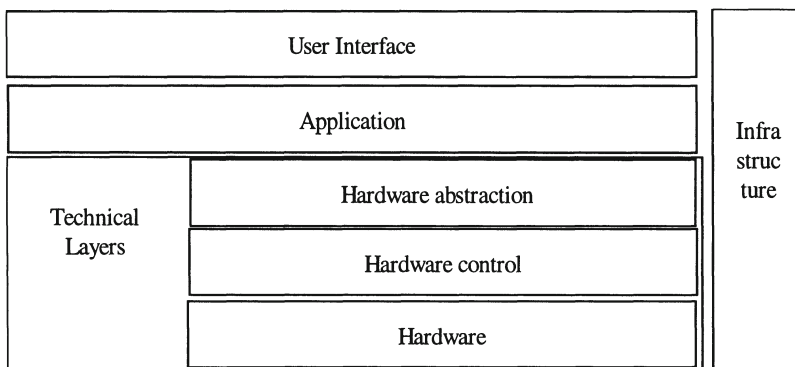 User Interface
Application
Infra
struc
ture
Technical
Layers
Hardware abstraction
Hardware control
Hardware